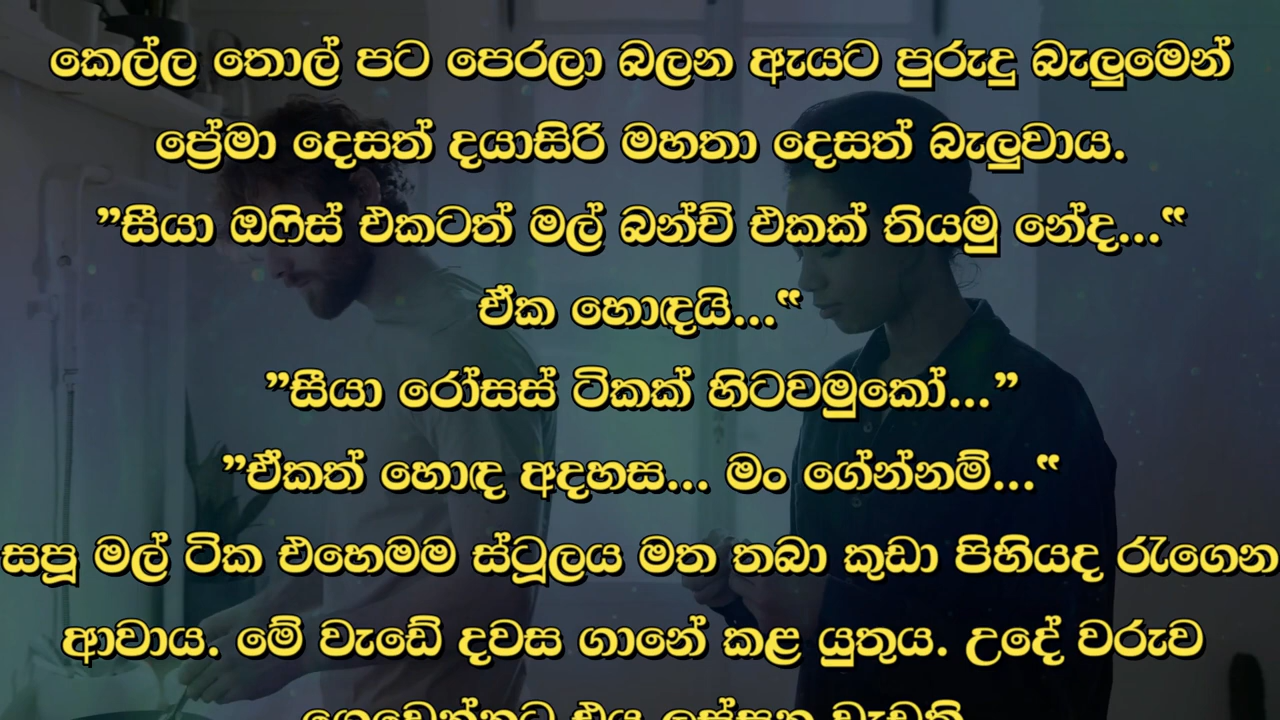 කෙල්ල තොල් පට පෙරලා බලන ඇයට පුරුදු බැලුමෙන්
ප්‍රේමා දෙසත් දයාසිරි මහතා දෙසත් බැලුවාය.
”සීයා ඔෆිස් එකටත් මල් බන්ච් එකක් තියමු නේද...“
ඒක හොඳයි...“
”සීයා රෝසස් ටිකක් හිටවමුකෝ...”
”ඒකත් හොඳ අදහස... මං ගේන්නම්...“
සපූ මල් ටික එහෙමම ස්ටූලය මත තබා කුඩා පිහියද රැගෙන
ආවාය. මේ වැඩේ දවස ගානේ කළ යුතුය. උදේ වරුව